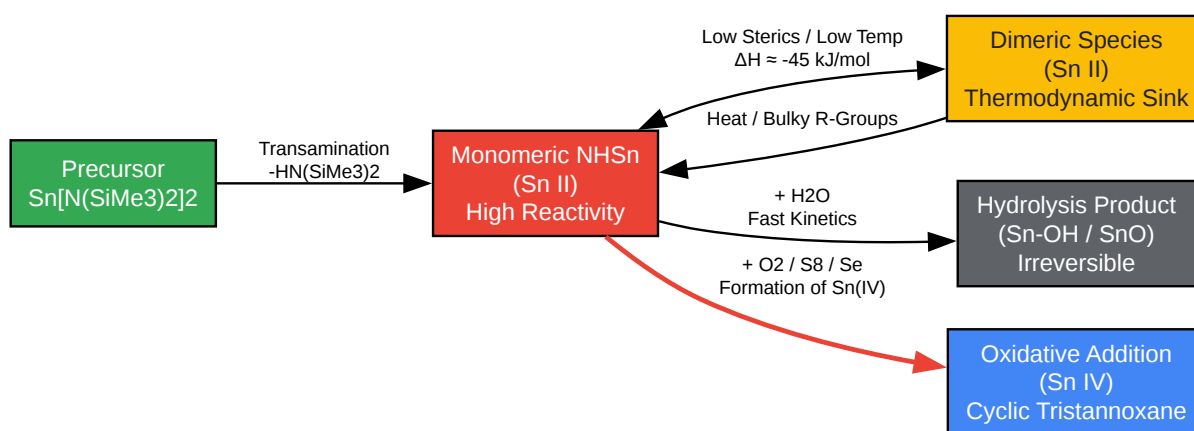 Precursor
Sn[N(SiMe3)2]2
Transamination
-HN(SiMe3)2
Monomeric NHSn
(Sn II)
High Reactivity
Low Sterics / Low Temp
ΔH ≈ -45 kJ/mol
Heat / Bulky R-Groups
Dimeric Species
(Sn II)
Thermodynamic Sink
+ H2O
Fast Kinetics
Hydrolysis Product
(Sn-OH / SnO)
Irreversible
+ O2 / S8 / Se
Formation of Sn(IV)
Oxidative Addition
(Sn IV)
Cyclic Tristannoxane